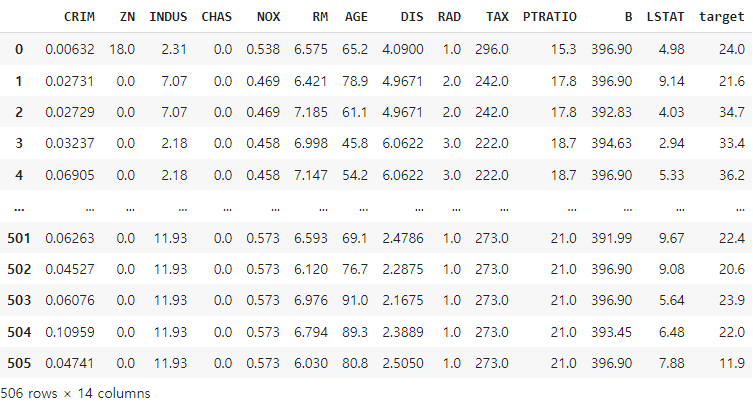 CRIM ZN INDUS CHAS NOX RM AGE DIS RAD TAX PTRATIO B LSTAT target
0 0.00632 18.0 2.31 0.0 0.538 6.575 65.2 4.0900 1.0 296.0 15.3 396.90 4.98 24.0
1 0.02731 0.0 7.07 0.0 0.469 6.421 78.9 4.9671 2.0 242.0 17.8 396.90 9.14 21.6
2 0.02729 0.0 7.07 0.0 0.469 7.185 61.1 4.9671 2.0 242.0 17.8 392.83 4.03 34.7
3 0.03237 0.0 2.18 0.0 0.458 6.998 45.8 6.0622 3.0 222.0 18.7 394.63 2.94 33.4
4 0.06905 0.0 2.18 0.0 0.458 7.147 54.2 6.0622 3.0 222.0 18.7 396.90 5.33 36.2
... ... ... ... ... ... ... ... ... ... ... ... ... ... ...
501 0.06263 0.0 11.93 0.0 0.573 6.593 69.1 2.4786 1.0 273.0 21.0 391.99 9.67 22.4
502 0.04527 0.0 11.93 0.0 0.573 6.120 76.7 2.2875 1.0 273.0 21.0 396.90 9.08 20.6
503 0.06076 0.0 11.93 0.0 0.573 6.976 91.0 2.1675 1.0 273.0 21.0 396.90 5.64 23.9
504 0.10959 0.0 11.93 0.0 0.573 6.794 89.3 2.3889 1.0 273.0 21.0 393.45 6.48 22.0
505 0.04741 0.0 11.93 0.0 0.573 6.030 80.8 2.5050 1.0 273.0 21.0 396.90 7.88 11.9
506 rows × 14 columns